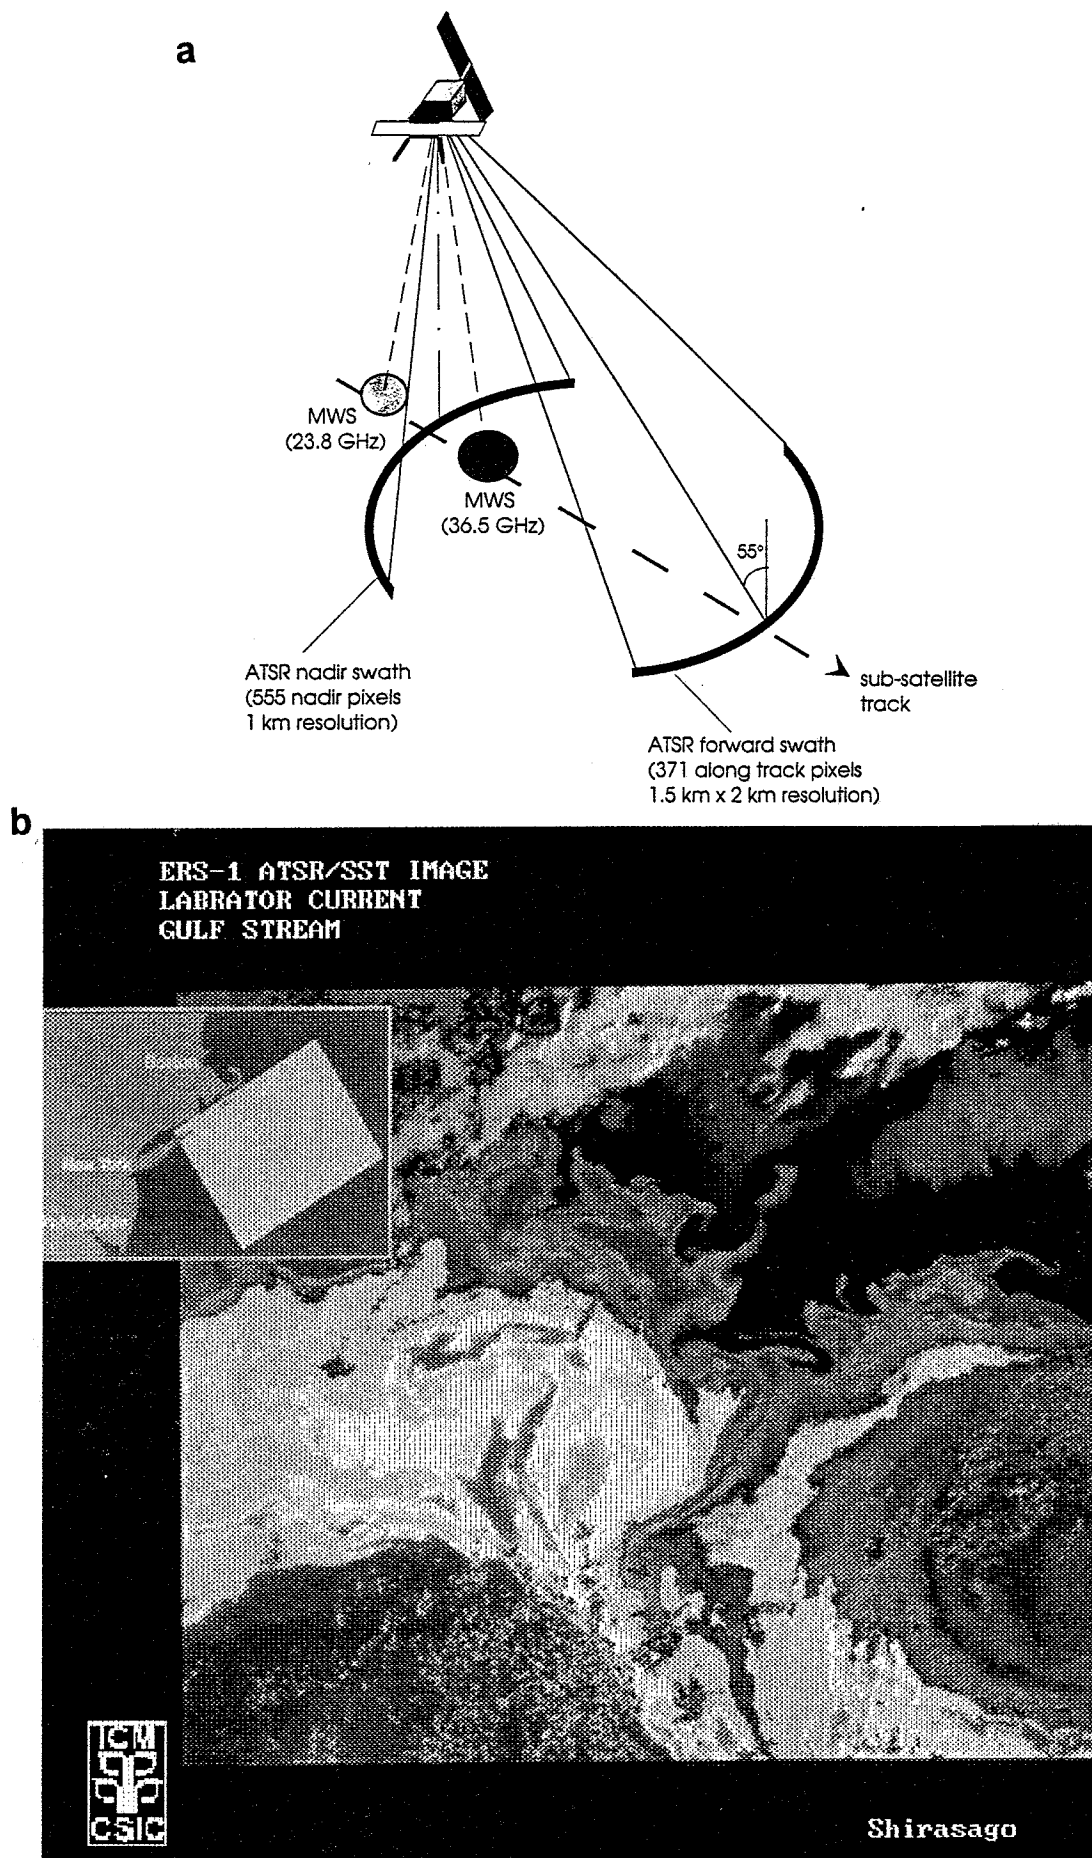 a
MWS
(23.8 GHz)
MWS
(36.5 GHz)
55°
ATSR nadir swath
(555 nadir pixels
1 km resolution)
sub-satellite
track
ATSR forward swath
(371 along track pixels
1.5 km x 2 km resolution)
b
ERS-1 ATSR/SST IMAGE
LABRATOR CURRENT
GULF STREAM
ICM
CSIC
Shirasago